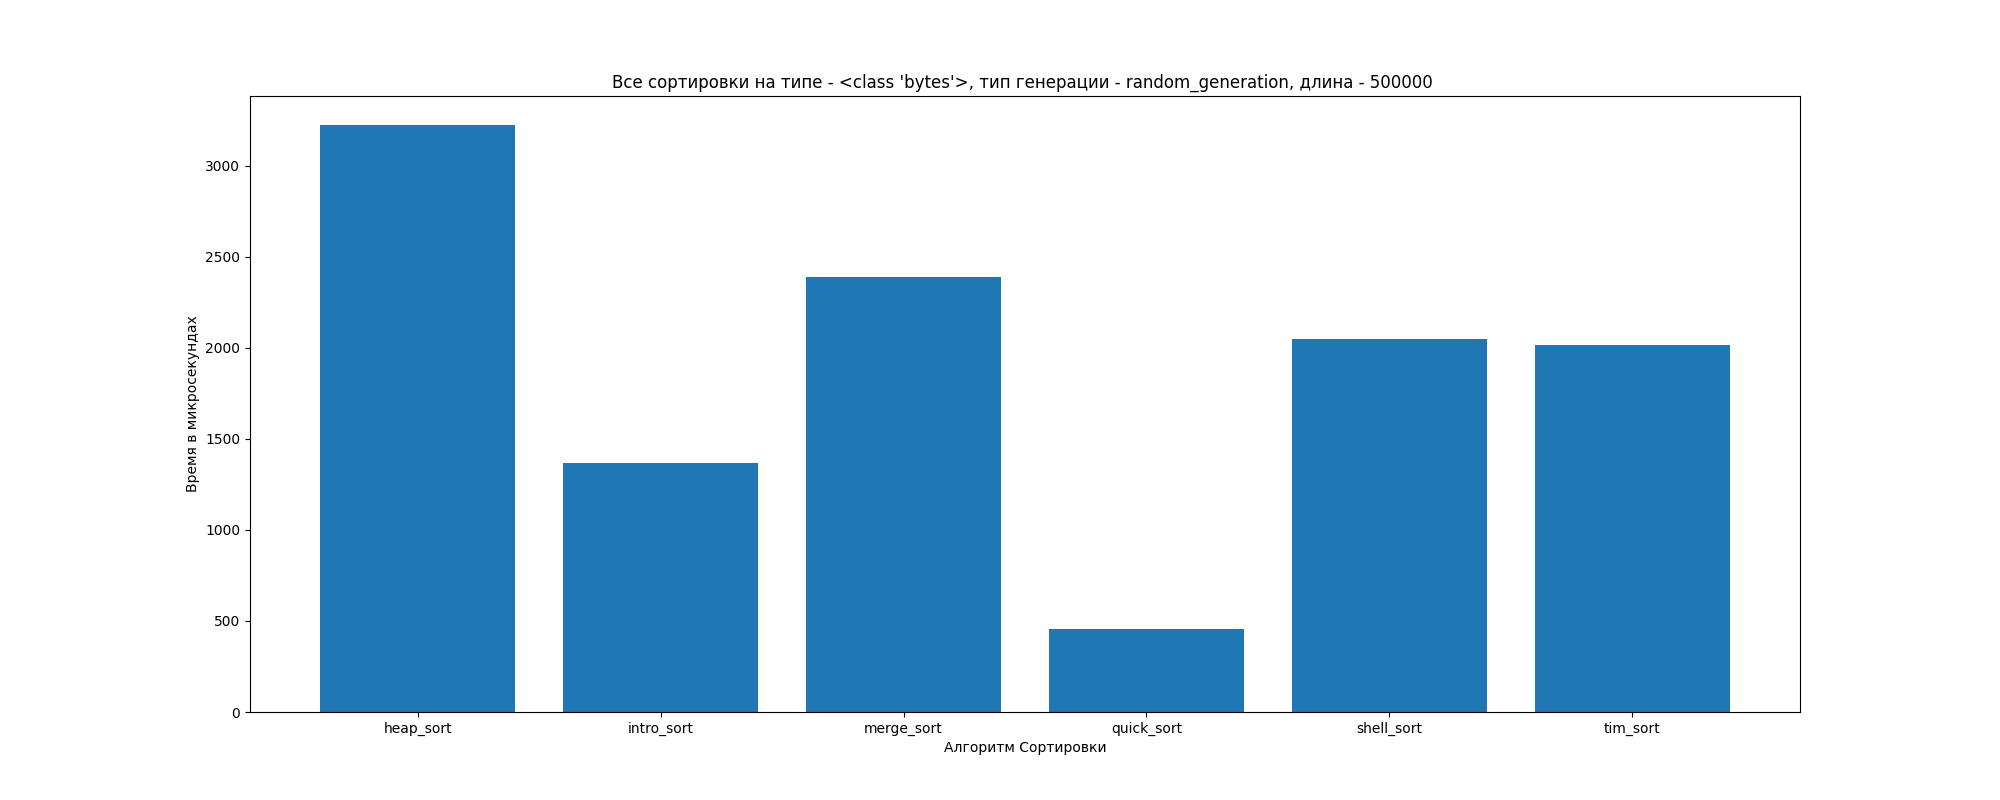 Все сортировки на типе - <class 'bytes'>, тип генерации - random_generation, длина - 500000
Время в микросекундах
3000
2500
2000
1500
1000
500
0
heap_sort
intro_sort
merge_sort
quick_sort
shell_sort
tim_sort
Алгоритм Сортировки